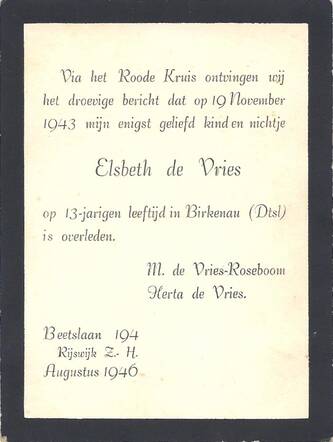 Via het Roode Kruis ontvingen wij
het droevige bericht dat op 19 November
1943 mijn enigst geliefd kind en nichtje
Elsbeth de Vries
op 13-jarigen leeftijd in Birkenau (Dtsl)
is overleden.
M. de Vries-Roseboom
Herta de Vries.
Beetslaan 194
Rijswijk Z.-H.
Augustus 1946